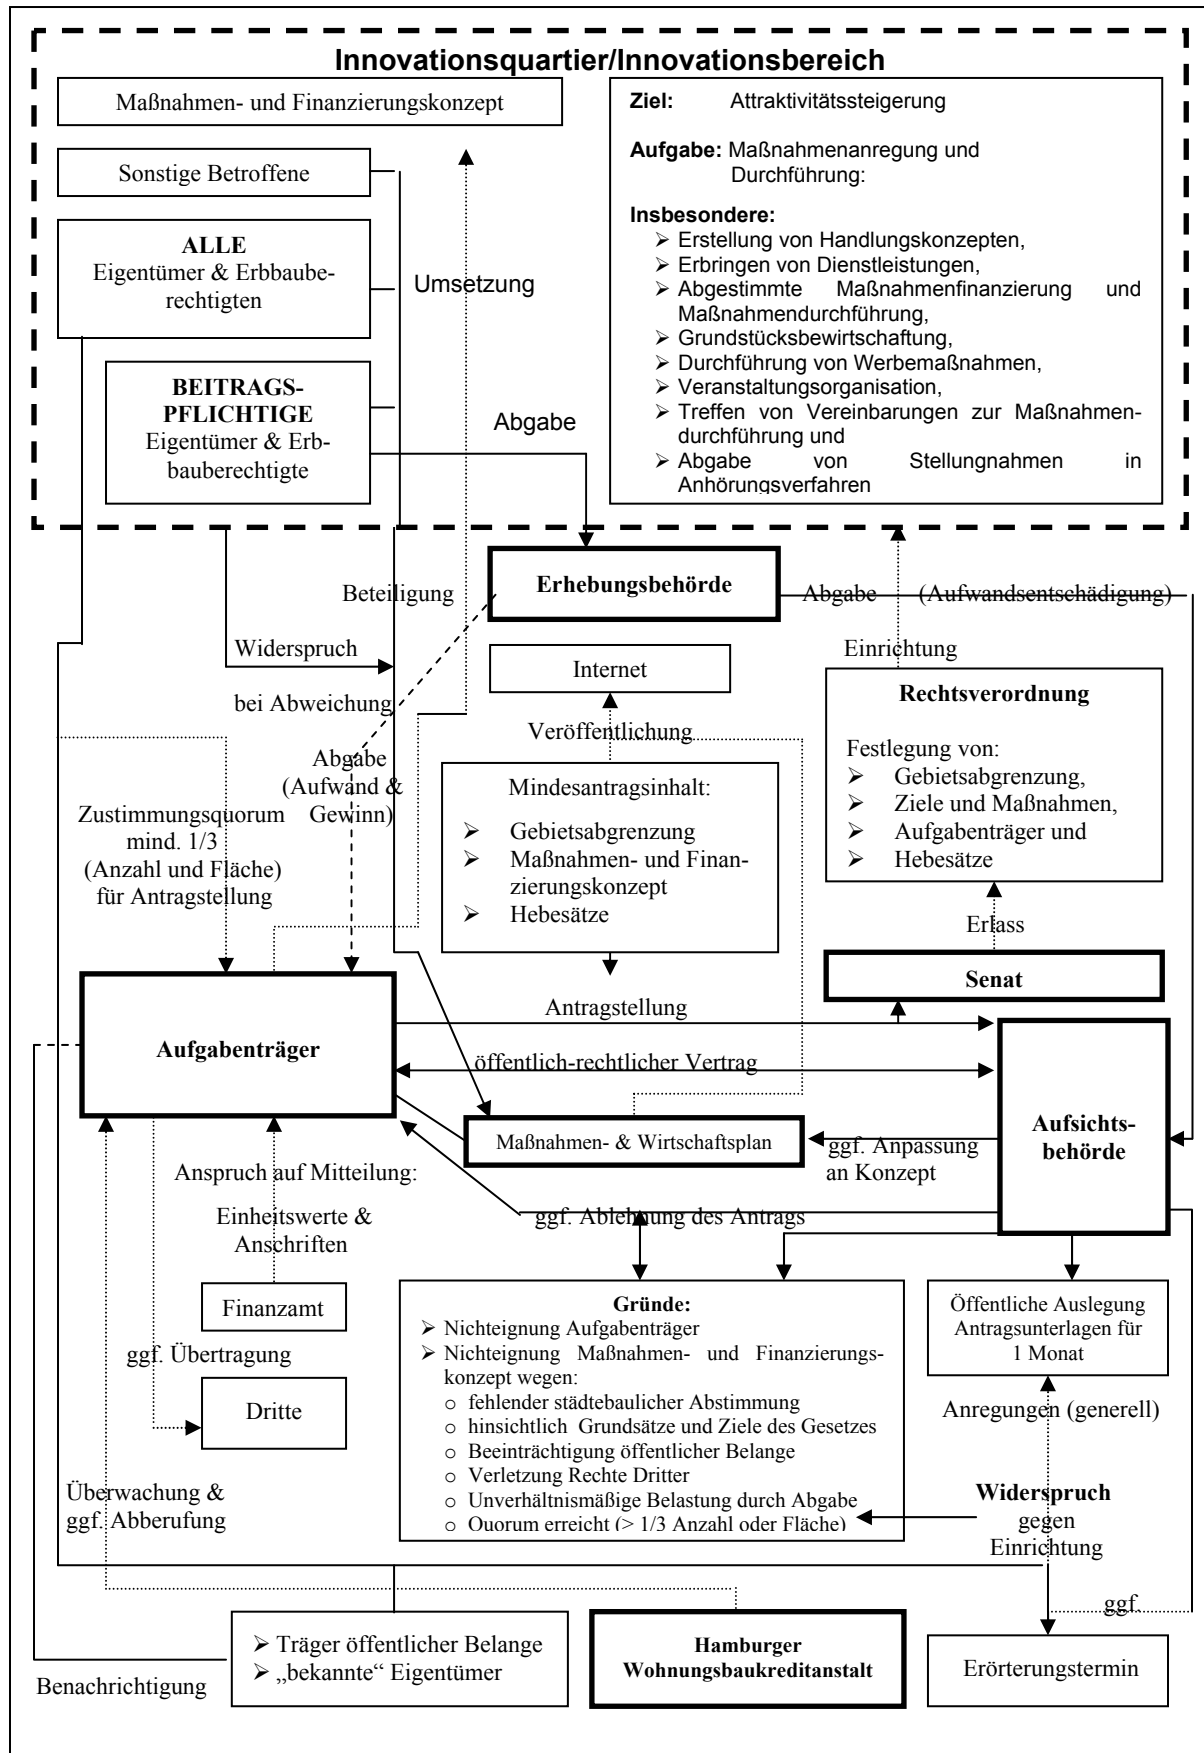 Innovationsquartier/Innovationsbereich
Maßnahmen- und Finanzierungskonzept
Sonstige Betroffene
ALLE
Eigentümer & Erbbaube-
rechtigten
BEITRAGS-
PFLICHTIGE
Eigentümer & Erb-
bauberechtigte
Umsetzung
Abgabe
Ziel: Attraktivitätssteigerung
Aufgabe: Maßnahmenanregung und
Durchführung:
Insbesondere:
➢ Erstellung von Handlungskonzepten,
➢ Erbringen von Dienstleistungen,
➢ Abgestimmte Maßnahmenfinanzierung und
Maßnahmendurchführung,
➢ Grundstücksbewirtschaftung,
➢ Durchführung von Werbemaßnahmen,
➢ Veranstaltungsorganisation,
➢ Treffen von Vereinbarungen zur Maßnahmen-
durchführung und
➢ Abgabe von Stellungnahmen in
Anhörungsverfahren
Beteiligung
Erhebungsbehörde
Abgabe (Aufwandsentschädigung)
Widerspruch
Internet
Einrichtung
bei Abweichung
Veröffentlichung
Rechtsverordnung
Festlegung von:
➢ Gebietsabgrenzung,
➢ Ziele und Maßnahmen,
➢ Aufgabenträger und
➢ Hebesätze
Abgabe
(Aufwand &
Gewinn)
Zustimmungsquorum
mind. 1/3
(Anzahl und Fläche)
für Antragstellung
Mindesantragsinhalt:
➢ Gebietsabgrenzung
➢ Maßnahmen- und Finan-
zierungskonzept
➢ Hebesätze
Erlass
Senat
Antragstellung
Aufgabenträger
öffentlich-rechtlicher Vertrag
Maßnahmen- & Wirtschaftsplan
ggf. Anpassung
an Konzept
Aufsichts-
behörde
Anspruch auf Mitteilung:
Einheitswerte &
Anschriften
ggf. Ablehnung des Antrags
Finanzamt
ggf. Übertragung
Dritte
Gründe:
➢ Nichteignung Aufgabenträger
➢ Nichteignung Maßnahmen- und Finanzierungs-
konzept wegen:
o fehlender städtebaulicher Abstimmung
o hinsichtlich Grundsätze und Ziele des Gesetzes
o Beeinträchtigung öffentlicher Belange
o Verletzung Rechte Dritter
o Unverhältnismäßige Belastung durch Abgabe
o Quorum erreicht (> 1/3 Anzahl oder Fläche)
Öffentliche Auslegung
Antragsunterlagen für
1 Monat
Anregungen (generell)
Widerspruch
gegen
Einrichtung
Überwachung &
ggf. Abberufung
ggf.
Benachrichtigung
➢ Träger öffentlicher Belange
➢ „bekannte“ Eigentümer
Hamburger
Wohnungsbaukreditanstalt
Erörterungstermin